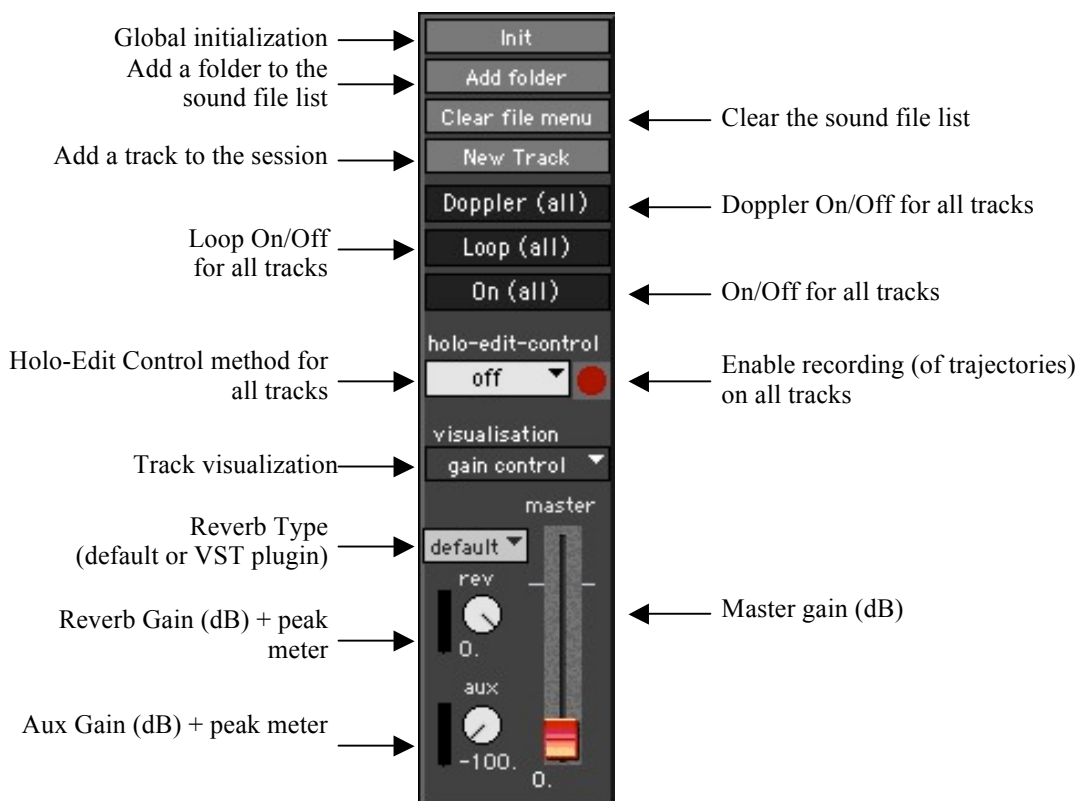 Global initialization
Init
Add a folder to the
sound file list
Add folder
Clear file menu
Clear the sound file list
Add a track to the session
New Track
Doppler (all)
Doppler On/Off for all tracks
Loop On/Off
for all tracks
Loop (all)
On (all)
On/Off for all tracks
holo-edit-control
Holo-Edit Control method for
all tracks
off
Enable recording (of trajectories)
on all tracks
visualisation
Track visualization
gain control
master
Reverb Type
(default or VST plugin)
default
rev
Reverb Gain (dB) + peak
meter
0.
Master gain (dB)
aux
Aux Gain (dB) + peak meter
-100.
0.